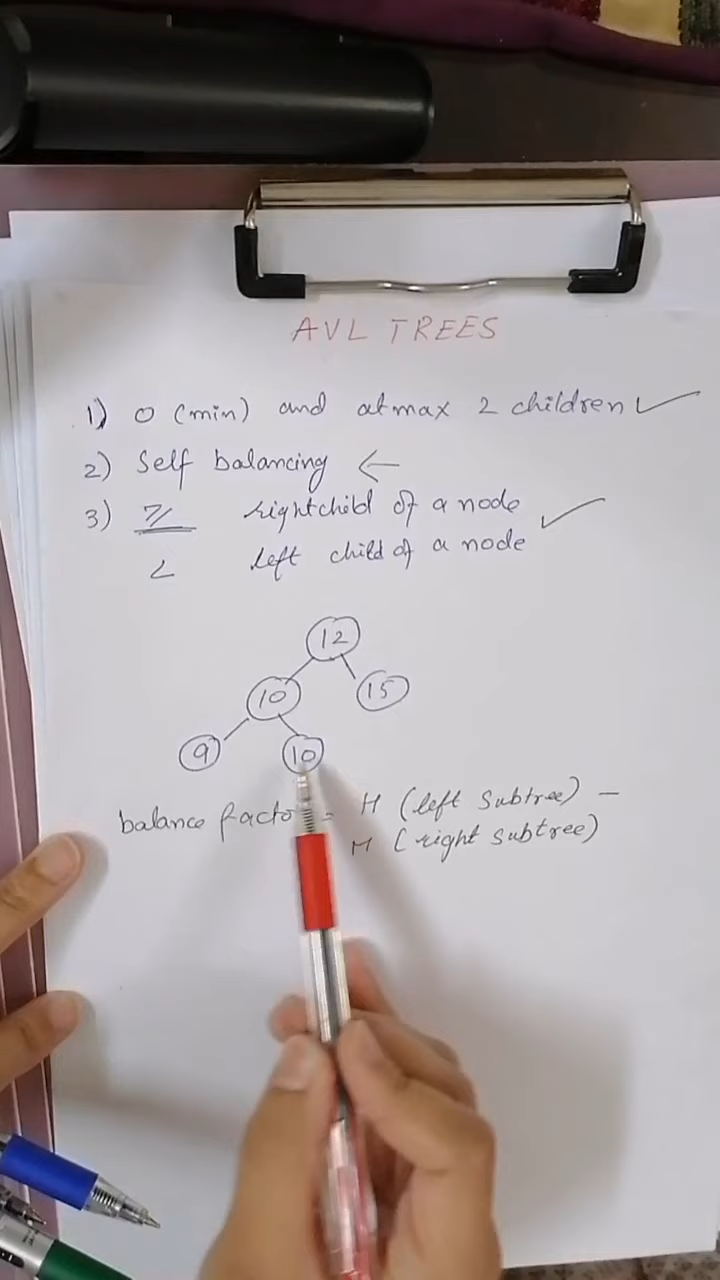 AVL TREES
1) 0 (min) and atmax 2 children ✓
2) Self balancing ←
3) ≥ rightchild of a node ✓
< left child of a node
12
10 15
9 10
balance facto = H (left subtree) -
H (right subtree)